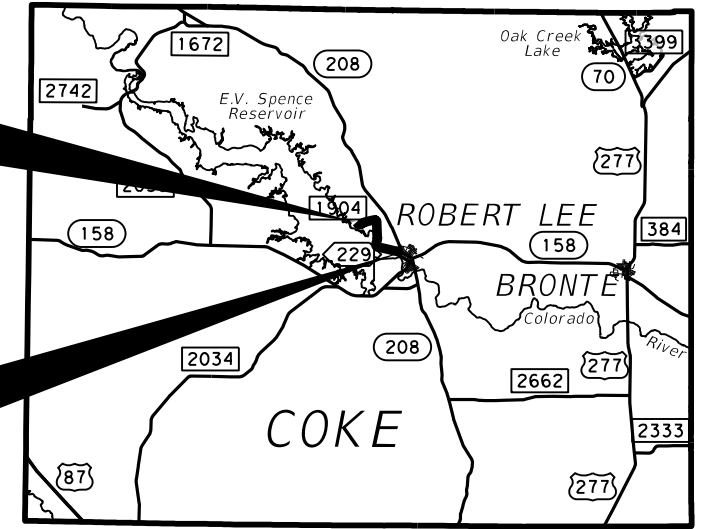 1672
208
Oak Creek
Lake
3399
70
2742
E.V. Spence
Reservoir
277
1904
ROBERT LEE
158
229
158
384
BRONTE
Colorado
River
2034
208
277
2662
COKE
2333
87
277